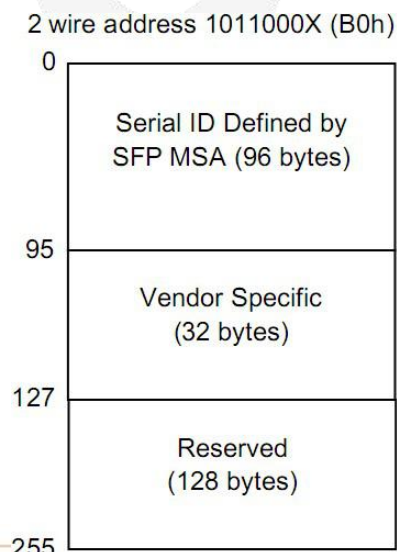 2 wire address 1011000X (B0h)
0
Serial ID Defined by
SFP MSA (96 bytes)
95
Vendor Specific
(32 bytes)
127
Reserved
(128 bytes)
255